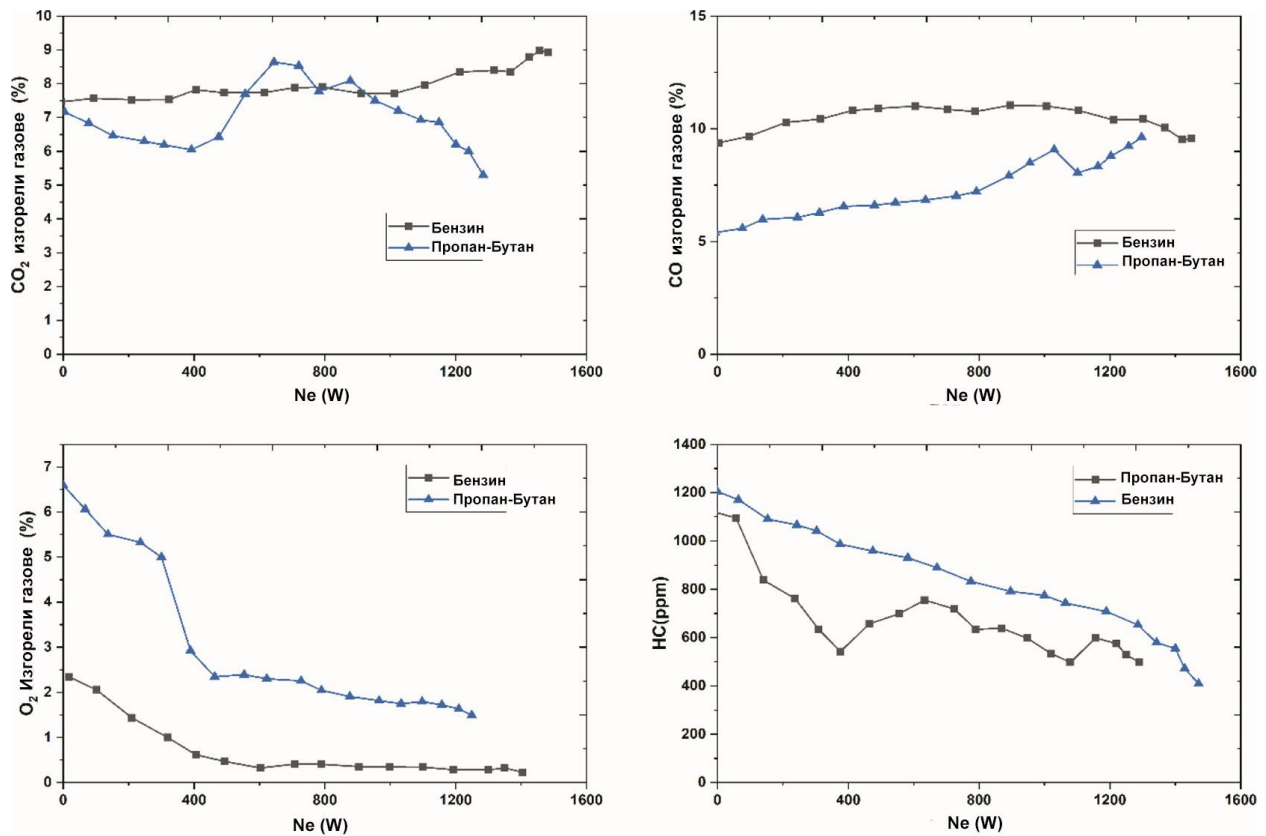 CO2 изгорели газове (%)
10
9
8
7
6
5
4
3
2
1
0
Бензин
Пропан-Бутан
0 400 800 1200 1600
Ne (W)
CO изгорели газове (%)
15
10
5
0
Бензин
Пропан-Бутан
0 400 800 1200 1600
Ne (W)
O2 Изгорели газове (%)
7
6
5
4
3
2
1
0
Бензин
Пропан-Бутан
0 400 800 1200 1600
Ne (W)
HC(ppm)
1400
1200
1000
800
600
400
200
0
Пропан-Бутан
Бензин
0 400 800 1200 1600
Ne (W)